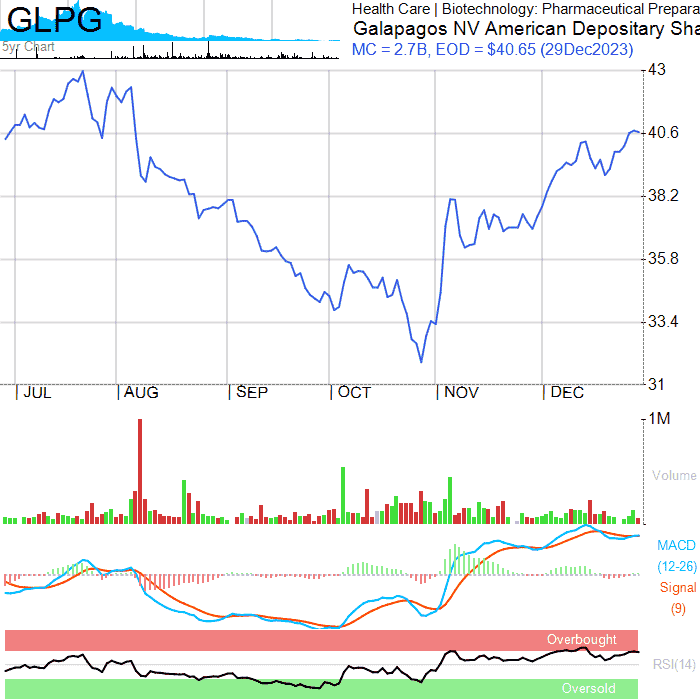 GLPG
5yr Chart
Health Care | Biotechnology: Pharmaceutical Prepara
Galapagos NV American Depositary Sha
MC = 2.7B, EOD = $40.65 (29Dec2023)
43
40.6
38.2
35.8
33.4
31
JUL AUG SEP OCT NOV DEC
1M
Volume
MACD
(12-26)
Signal
(9)
Overbought
RSI(14)
Oversold